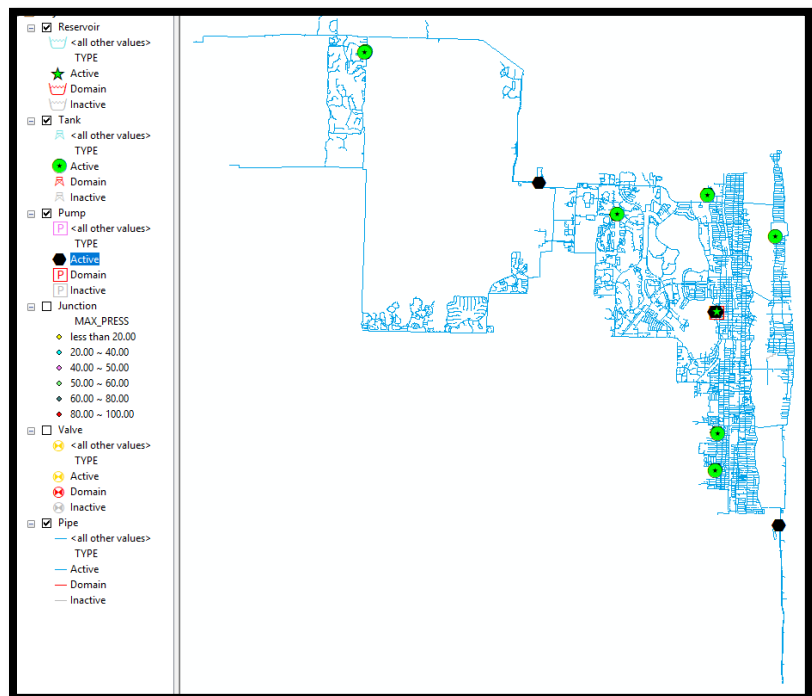 Reservoir
<all other values>
TYPE
Active
Domain
Inactive
Tank
<all other values>
TYPE
Active
Domain
Inactive
Pump
P <all other values>
TYPE
Active
P Domain
P Inactive
Junction
MAX_PRESS
less than 20.00
20.00 ~ 40.00
40.00 ~ 50.00
50.00 ~ 60.00
60.00 ~ 80.00
80.00 ~ 100.00
Valve
<all other values>
TYPE
Active
Domain
Inactive
Pipe
<all other values>
TYPE
Active
Domain
Inactive